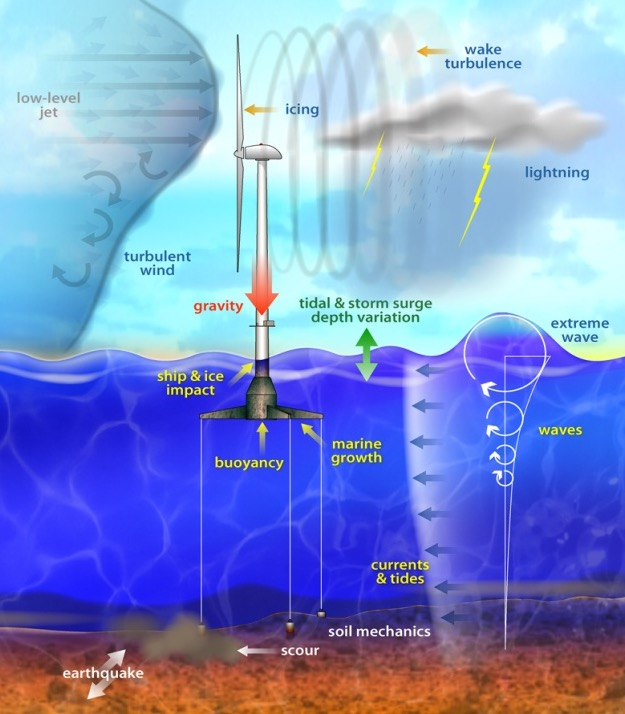 wake
turbulence
low-level
jet
icing
lightning
turbulent
wind
gravity
tidal & storm surge
depth variation
extreme
wave
ship & ice
impact
waves
marine
growth
buoyancy
currents
& tides
soil mechanics
scour
earthquake